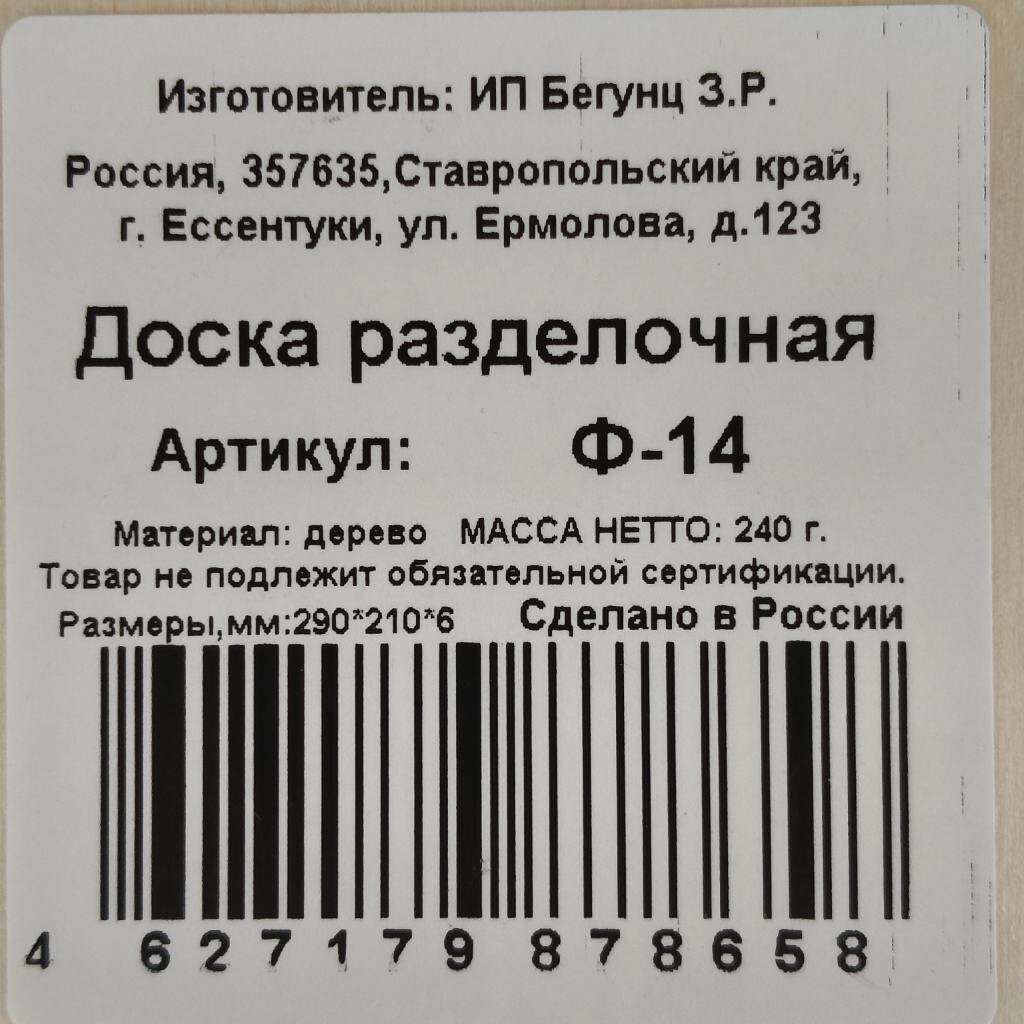 Изготовитель: ИП Бегунц З.Р.
Россия, 357635,Ставропольский край,
г. Ессентуки, ул. Ермолова, д.123
Доска разделочная
Артикул: Ф-14
Материал: дерево МАССА НЕТТО: 240 г.
Товар не подлежит обязательной сертификации.
Размеры,мм:290*210*6 Сделано в России
4 627179 878658